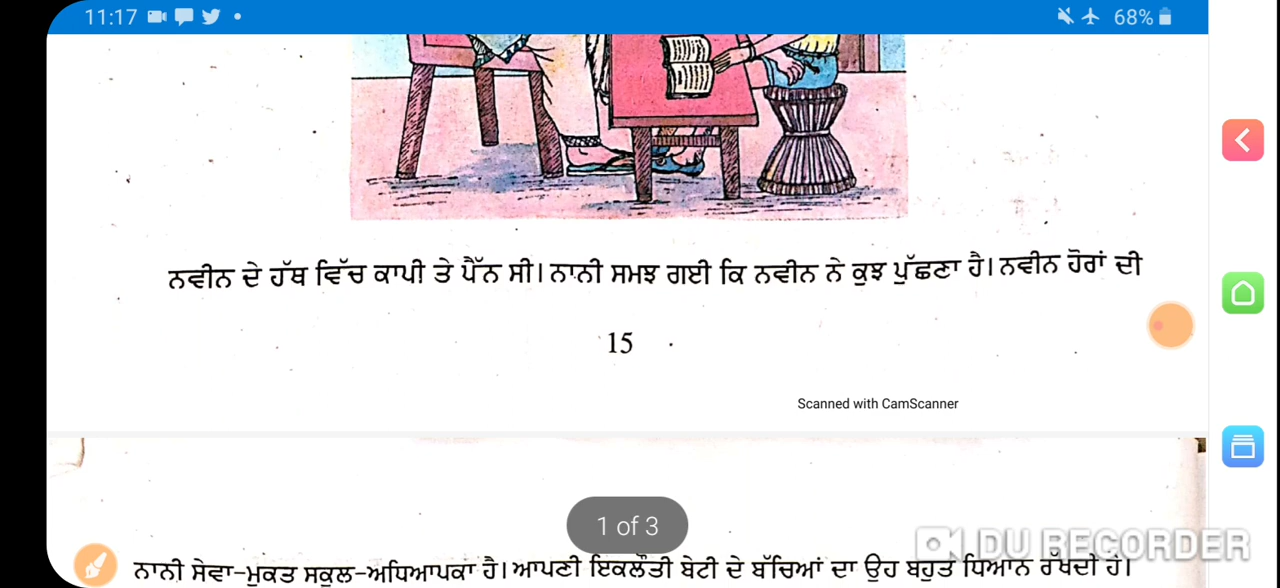 11:17
68%
ਨਵੀਨ ਦੇ ਹੱਥ ਵਿੱਚ ਕਾਪੀ ਤੇ ਪੈੱਨ ਸੀ। ਨਾਨੀ ਸਮਝ ਗਈ ਕਿ ਨਵੀਨ ਨੇ ਕੁਝ ਪੁੱਛਣਾ ਹੈ। ਨਵੀਨ ਹੋਰਾਂ ਦੀ
15
Scanned with CamScanner
1 of 3
DU RECORDER
ਨਾਨੀ ਸੇਵਾ-ਮੁਕਤ ਸਕੂਲ-ਅਧਿਆਪਕਾ ਹੈ। ਆਪਣੀ ਇਕਲੌਤੀ ਬੇਟੀ ਦੇ ਬੱਚਿਆਂ ਦਾ ਉਹ ਬਹੁਤ ਧਿਆਨ ਰੱਖਦੀ ਹੈ।